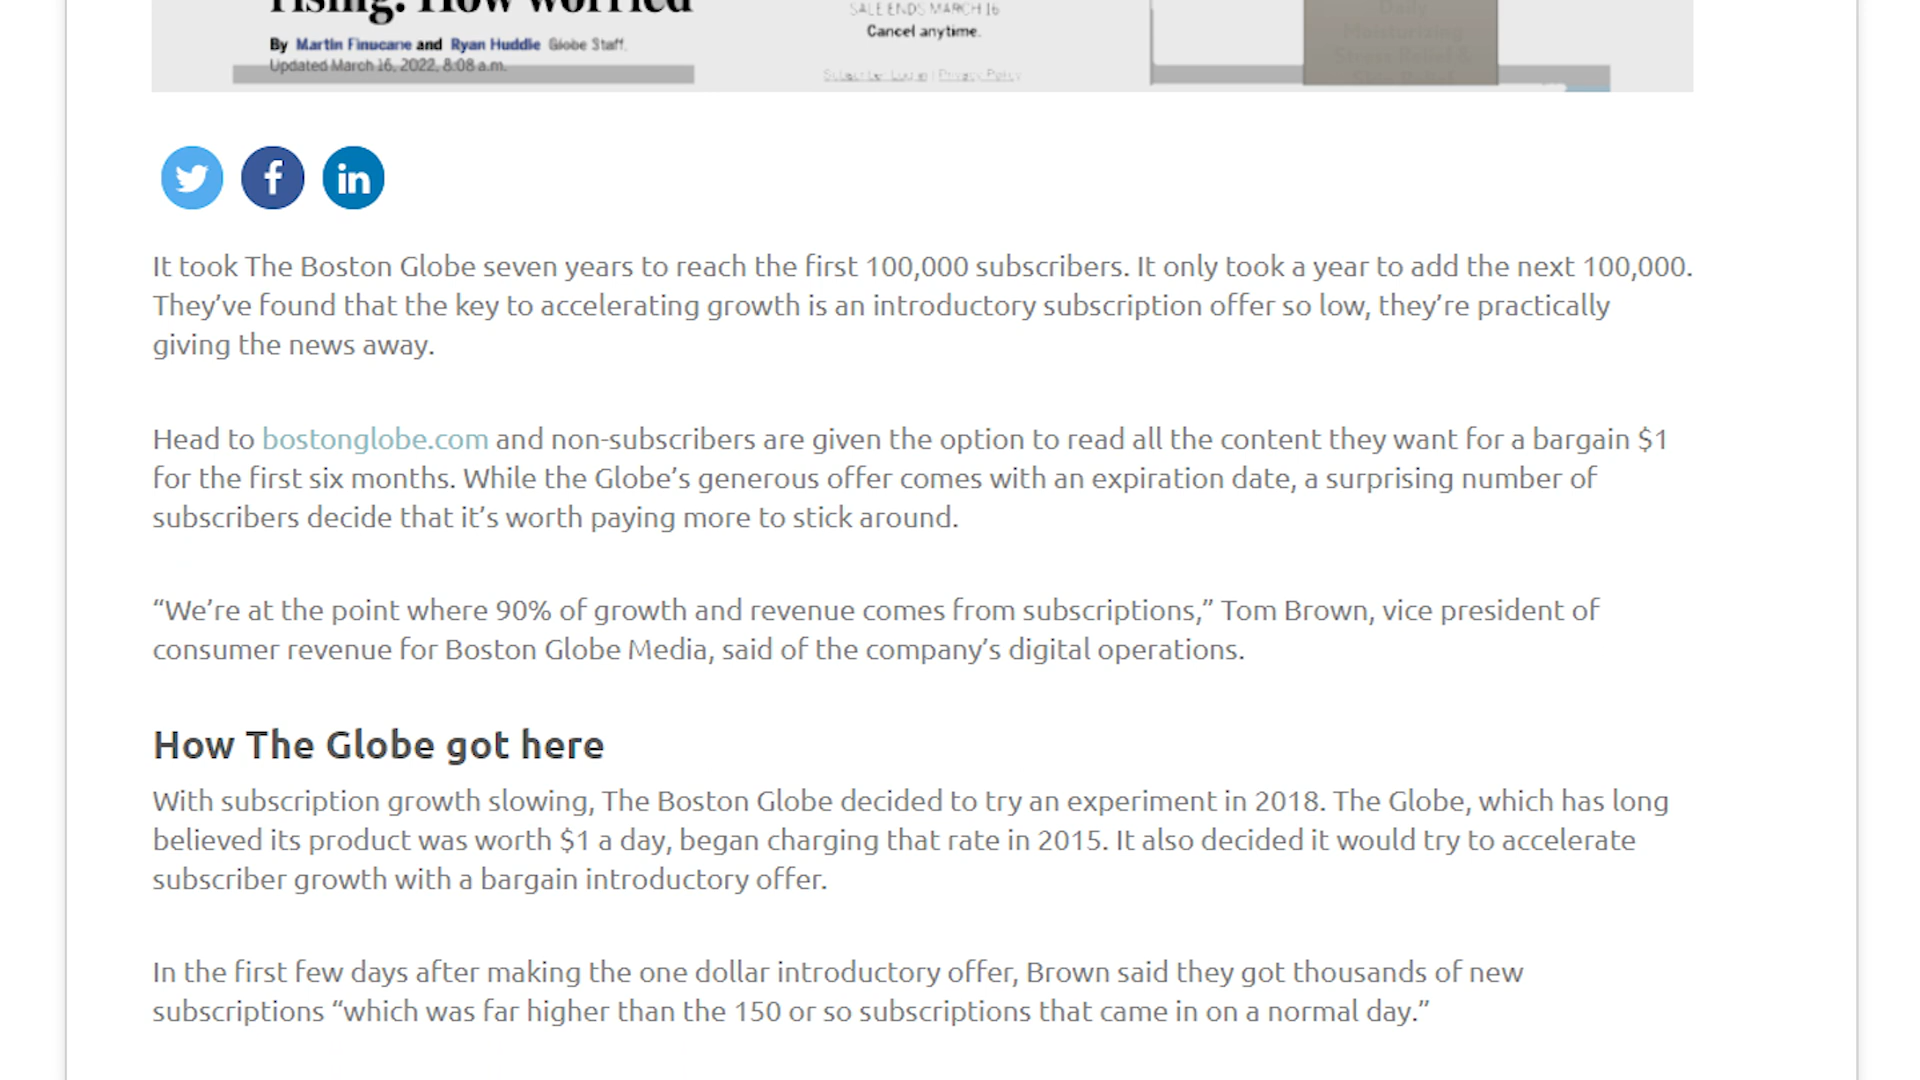 rising. How worried
SALE ENDS MARCH 16
Cancel anytime.
By Martin Finucane and Ryan Huddle Globe Staff,
Updated March 16, 2022, 8:08 a.m.
Daily
Moisturizing
Stress Relief &
Skin Relief
It took The Boston Globe seven years to reach the first 100,000 subscribers. It only took a year to add the next 100,000.
They’ve found that the key to accelerating growth is an introductory subscription offer so low, they’re practically
giving the news away.
Head to bostonglobe.com and non-subscribers are given the option to read all the content they want for a bargain $1
for the first six months. While the Globe’s generous offer comes with an expiration date, a surprising number of
subscribers decide that it’s worth paying more to stick around.
“We’re at the point where 90% of growth and revenue comes from subscriptions,” Tom Brown, vice president of
consumer revenue for Boston Globe Media, said of the company’s digital operations.
How The Globe got here
With subscription growth slowing, The Boston Globe decided to try an experiment in 2018. The Globe, which has long
believed its product was worth $1 a day, began charging that rate in 2015. It also decided it would try to accelerate
subscriber growth with a bargain introductory offer.
In the first few days after making the one dollar introductory offer, Brown said they got thousands of new
subscriptions “which was far higher than the 150 or so subscriptions that came in on a normal day.”